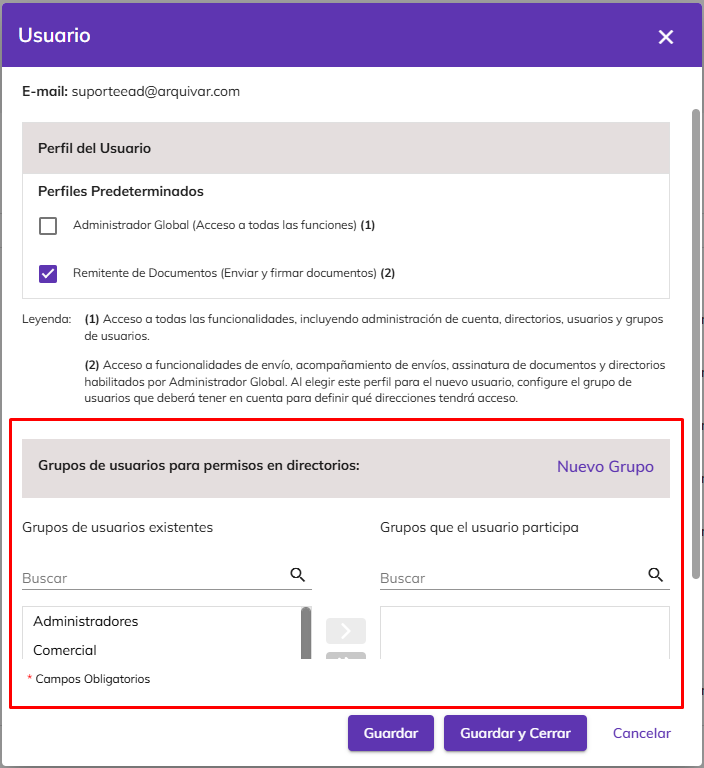 Usuario
E-mail: suporteead@arquivar.com
Perfil del Usuario
Perfiles Predeterminados
Administrador Global (Acceso a todas las funciones) (1)
Remitente de Documentos (Enviar y firmar documentos) (2)
Leyenda: (1) Acceso a todas las funcionalidades, incluyendo administración de cuenta, directorios, usuarios y grupos
de usuarios.
(2) Acceso a funcionalidades de envío, acompañamiento de envíos, assinatura de documentos y directorios
habilitados por Administrador Global. Al elegir este perfil para el nuevo usuario, configure el grupo de
usuarios que deberá tener en cuenta para definir qué direcciones tendrá acceso.
Grupos de usuarios para permisos en directorios: Nuevo Grupo
Grupos de usuarios existentes Grupos que el usuario participa
Buscar Buscar
Administradores
Comercial
* Campos Obligatorios
Guardar Guardar y Cerrar Cancelar